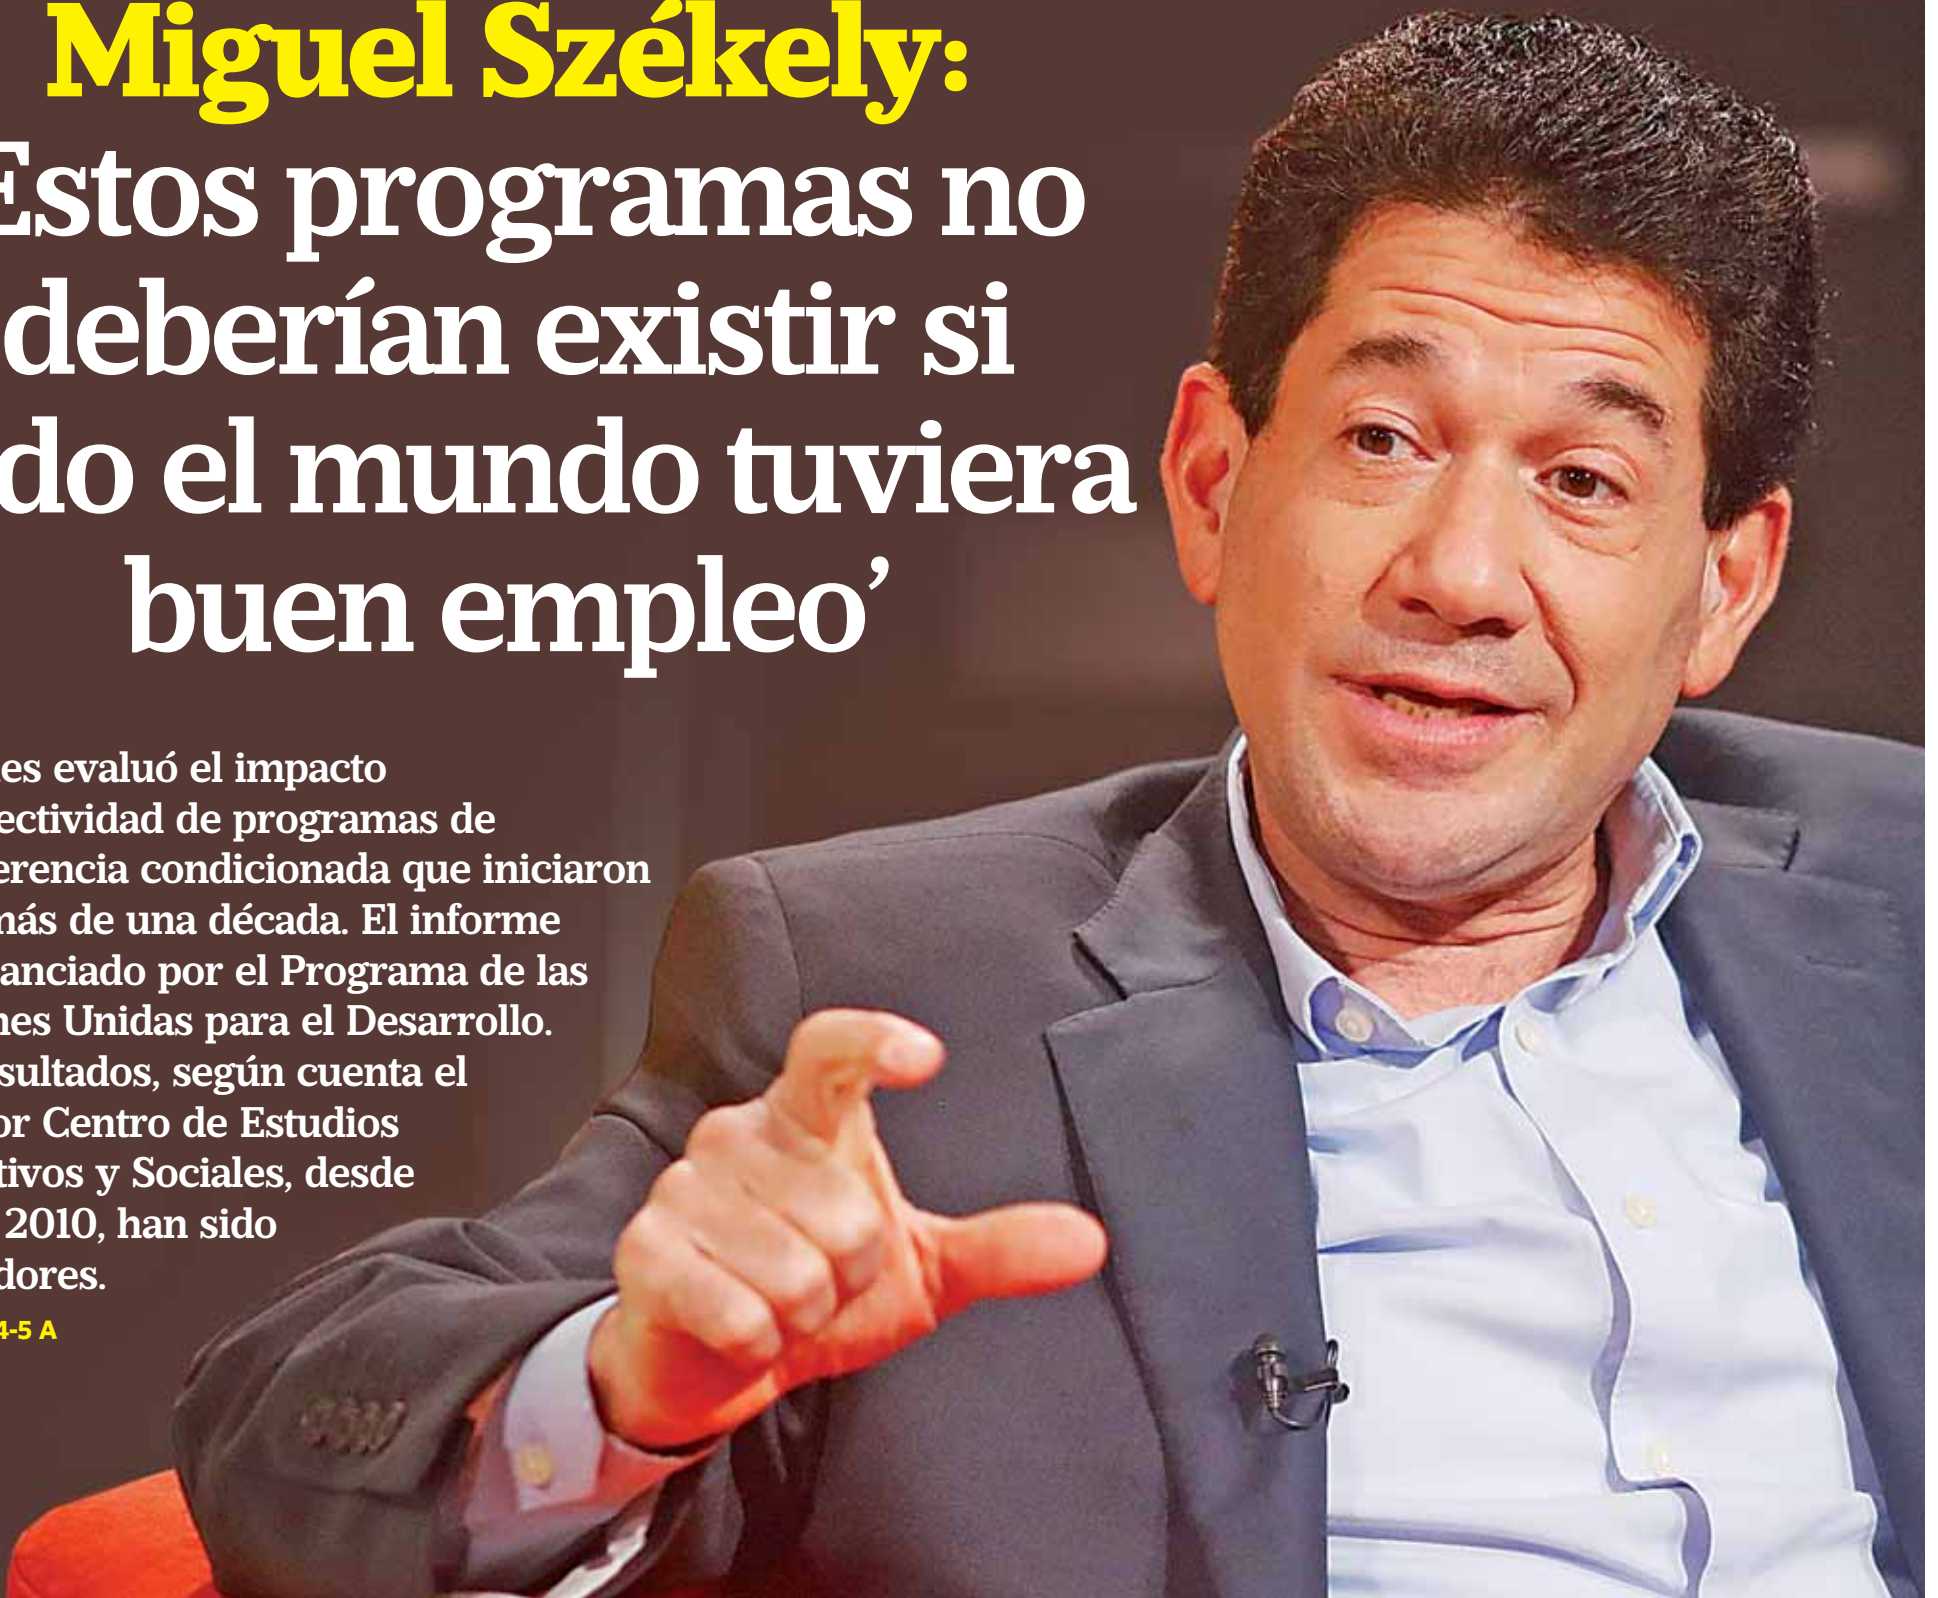 Miguel Székely:
Estos programas no
deberían existir si
do el mundo tuviera
buen empleo’
es evaluó el impacto
ectividad de programas de
erencia condicionada que iniciaron
más de una década. El informe
anciado por el Programa de las
nes Unidas para el Desarrollo.
sultados, según cuenta el
or Centro de Estudios
tivos y Sociales, desde
2010, han sido
dores.
4-5 A